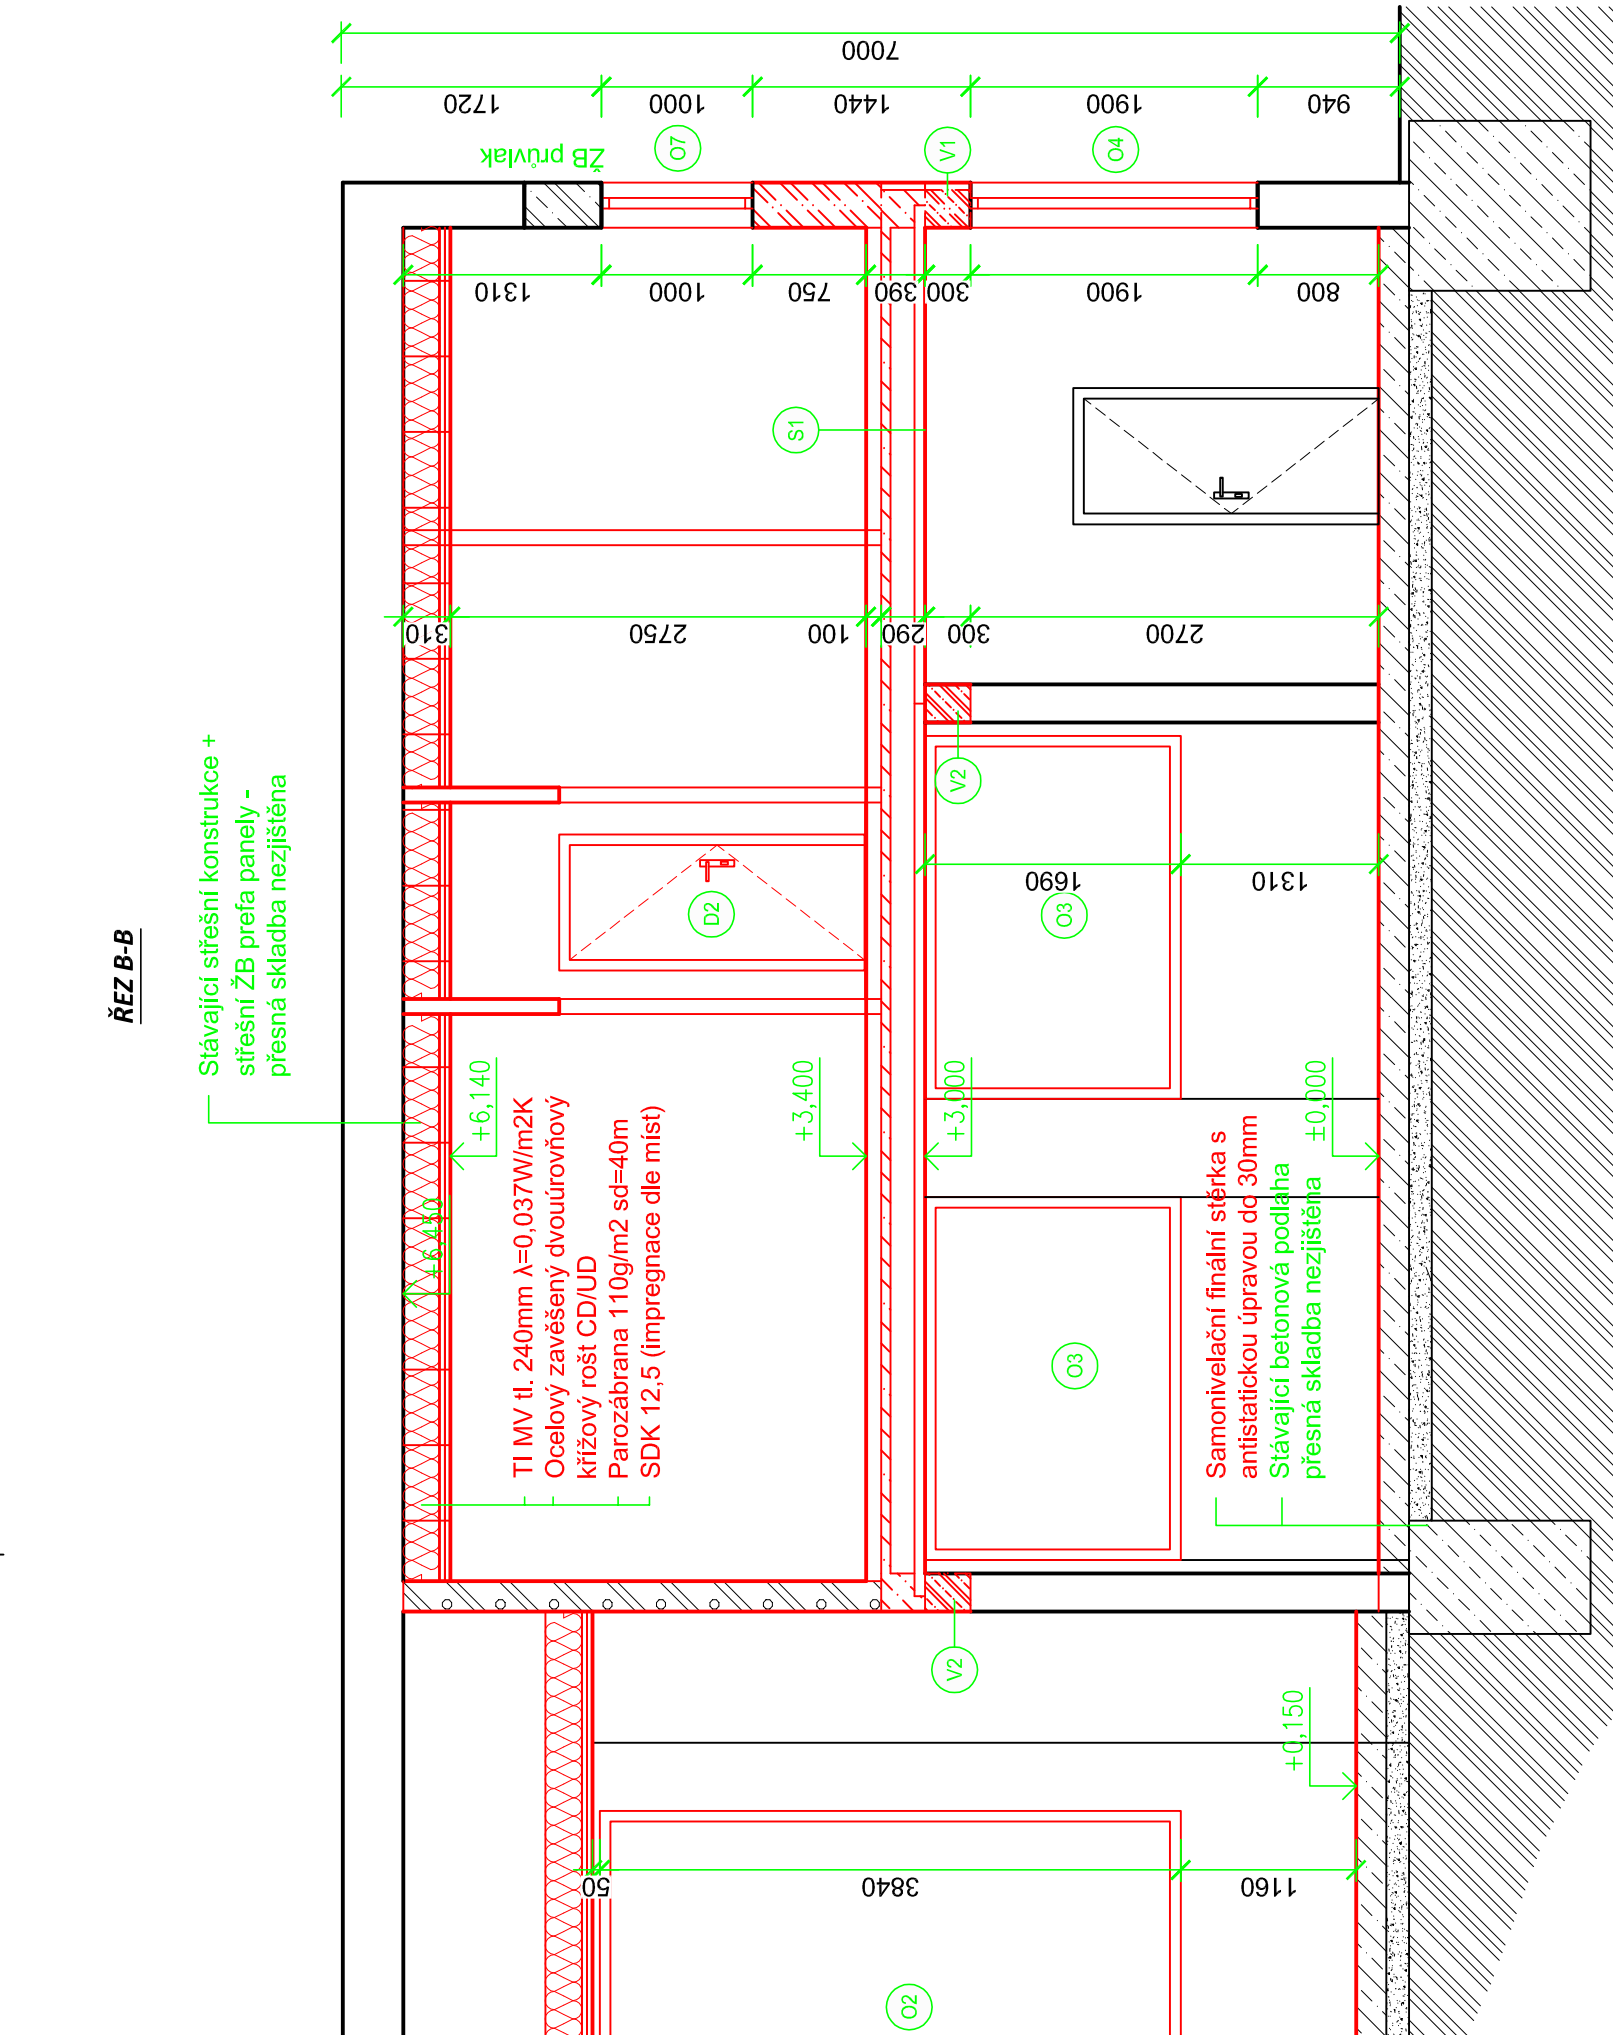 ŘEZ B-B
Stávající střešní konstrukce +
střešní ŽB prefa panely -
přesná skladba nezjištěna
7000
1720
1000
1440
1900
940
ŽB průvlak
O7
V1
O4
1310
1000
750
390
300
1900
800
S1
310
2750
100
290
300
2700
V2
D2
1690
1310
O3
+6,140
+3,400
+3,000
±0,000
+6,450
TI MV tl. 240mm λ=0,037W/m2K
Ocelový zavěšený dvouúrovňový
křížový rošt CD/UD
Parozábrana 110g/m2 sd=40m
SDK 12,5 (impregnace dle míst)
O3
Samonivelační finální stěrka s
antistatickou úpravou do 30mm
Stávající betonová podlaha
přesná skladba nezjištěna
V2
+0,150
50
3840
1160
O2